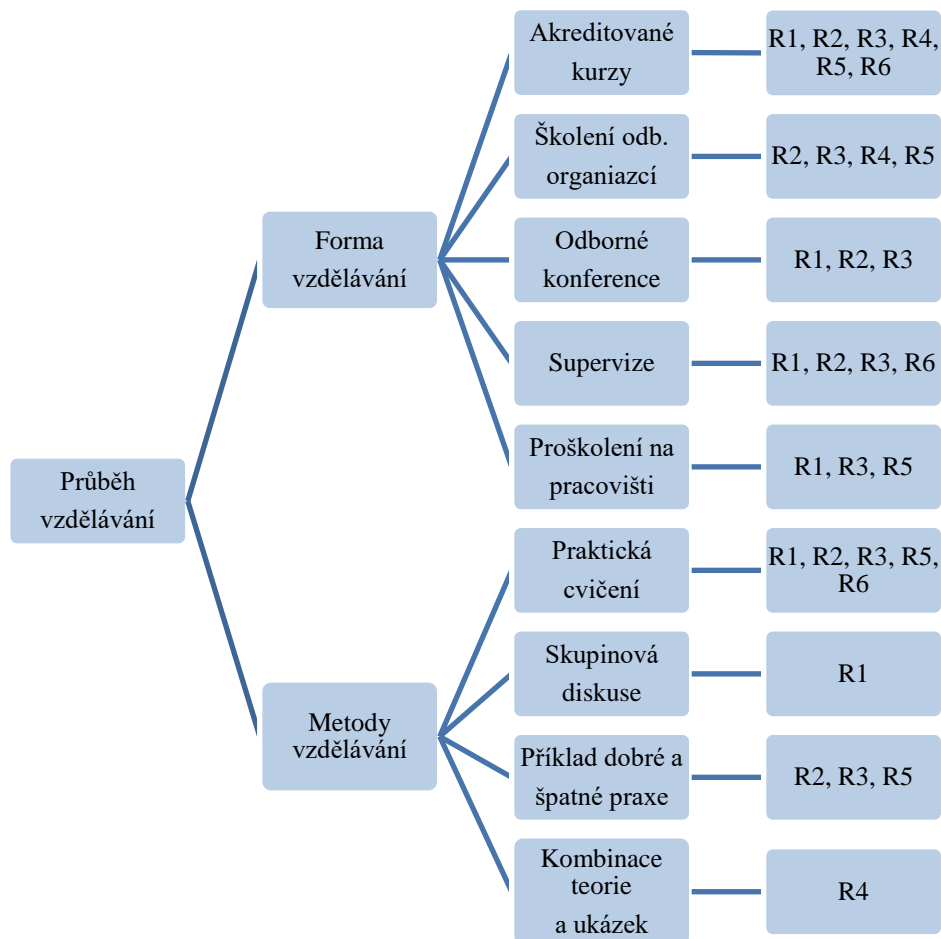 Akreditované
kurzy
R1, R2, R3, R4,
R5, R6
Školení odb.
organiazcí
R2, R3, R4, R5
Forma
vzdělávání
Odborné
konference
R1, R2, R3
Supervize
R1, R2, R3, R6
Proškolení na
pracovišti
R1, R3, R5
Průběh
vzdělávání
Praktická
cvičení
R1, R2, R3, R5,
R6
Skupinová
diskuse
R1
Metody
vzdělávání
Příklad dobré a
špatné praxe
R2, R3, R5
Kombinace
teorie
a ukázek
R4